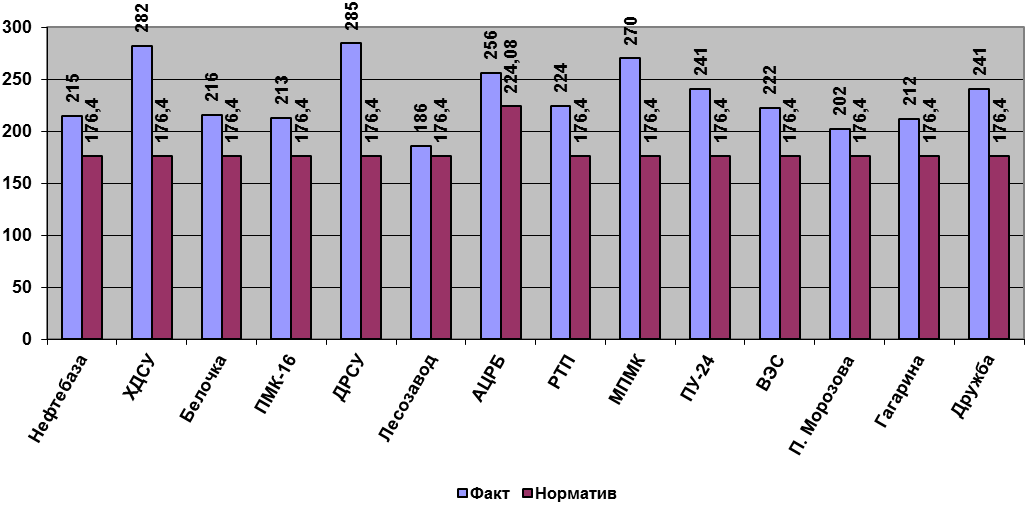 300
250
200
150
100
50
0
215 176,4 282 176,4 216 176,4 213 176,4 285 176,4 186 176,4 256 224,08 224 176,4 270 176,4 241 176,4 222 176,4 202 176,4 212 176,4 241 176,4
Нефтебаза ХДСУ Белочка ПМК-16 ДРСУ Лесозавод АЦРБ РТП МПМК ПУ-24 ВЭС П. Морозова Гагарина Дружба
Факт Норматив